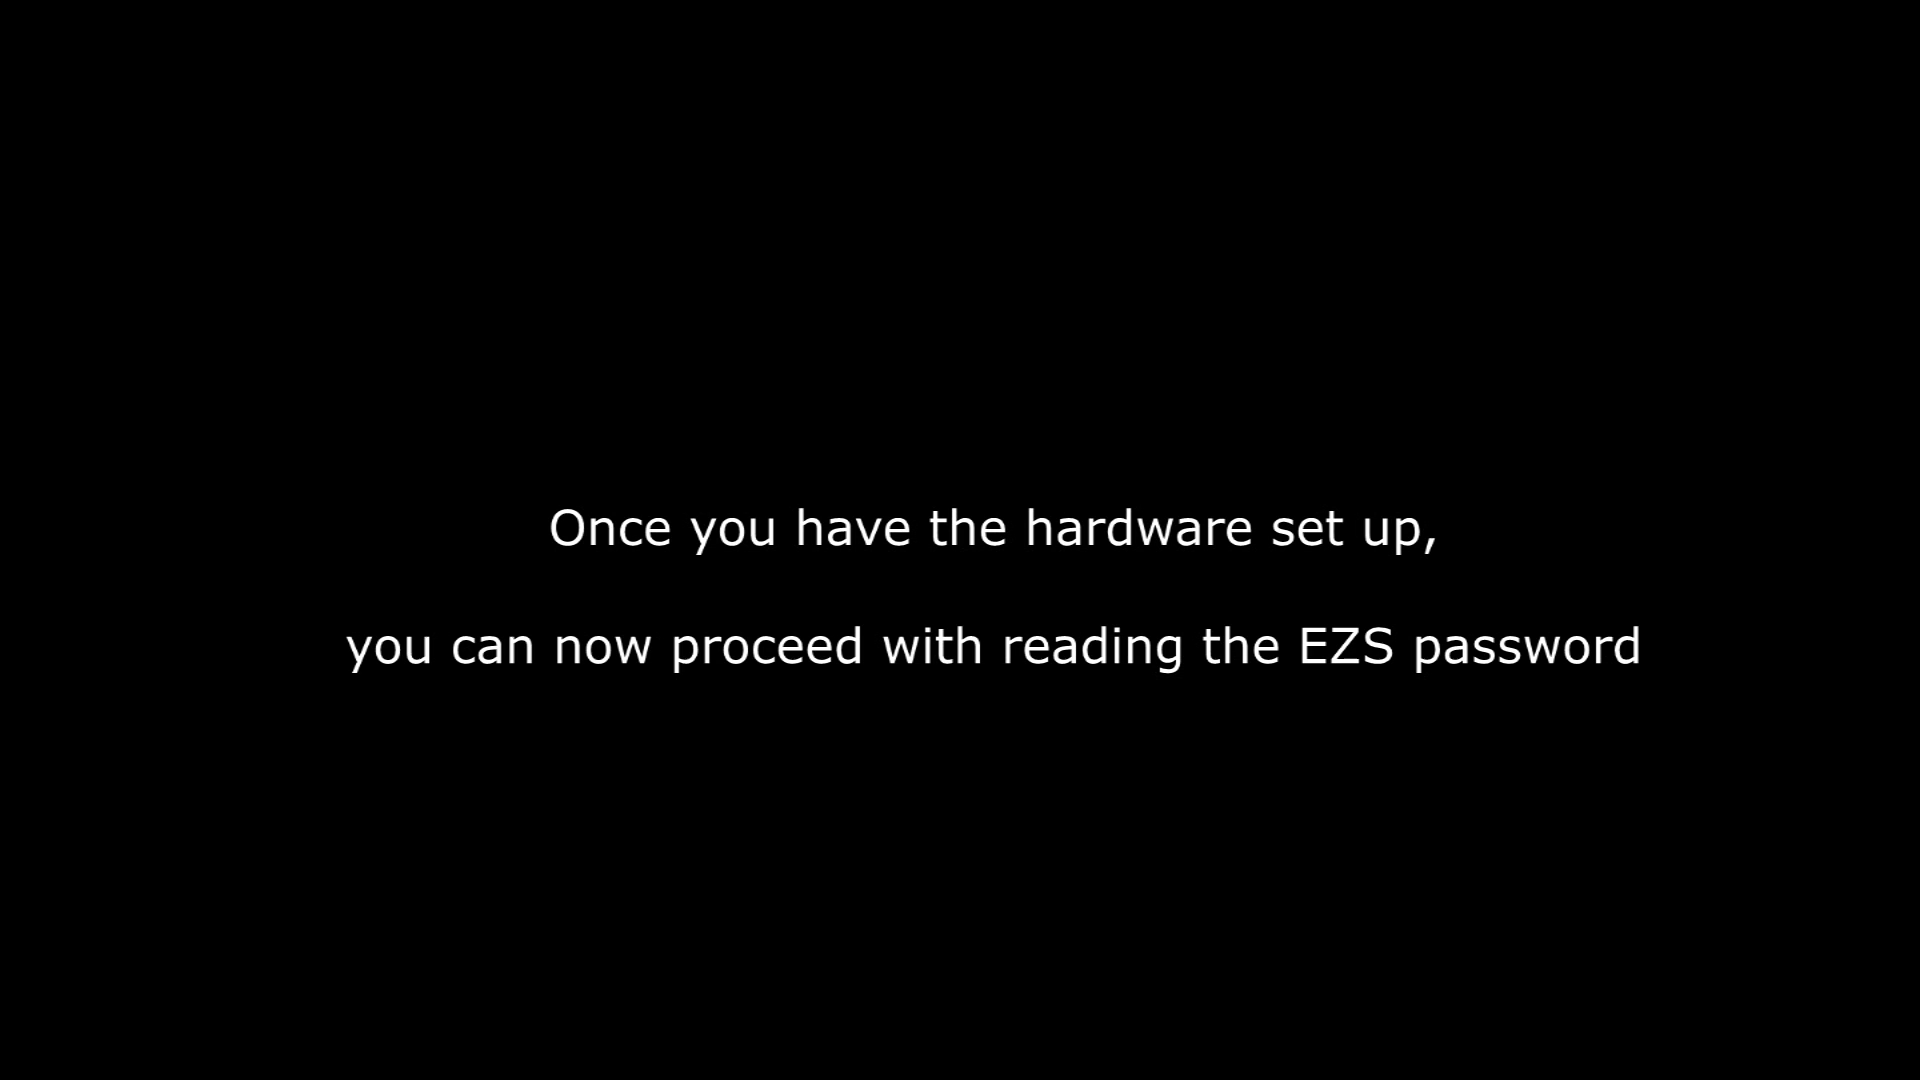 Once you have the hardware set up,
you can now proceed with reading the EZS password